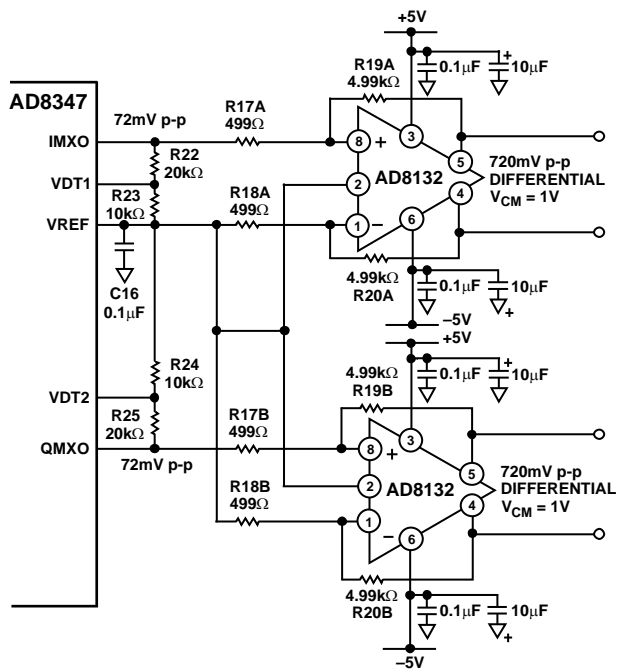 +5V
0.1µF
10µF
+
R19A
4.99kΩ
AD8347
72mV p-p
R17A
499Ω
IMXO
R22
20kΩ
8
+
3
5
VDT1
2
AD8132
720mV p-p
DIFFERENTIAL
VCM = 1V
R23
10kΩ
R18A
499Ω
4
VREF
1
–
6
C16
0.1µF
4.99kΩ
R20A
0.1µF
10µF
+
–5V
+5V
R24
10kΩ
4.99kΩ
R19B
0.1µF
10µF
+
VDT2
R25
20kΩ
R17B
499Ω
QMXO
72mV p-p
8
+
3
5
2
AD8132
720mV p-p
DIFFERENTIAL
VCM = 1V
R18B
499Ω
4
1
–
6
4.99kΩ
R20B
0.1µF
10µF
+
–5V